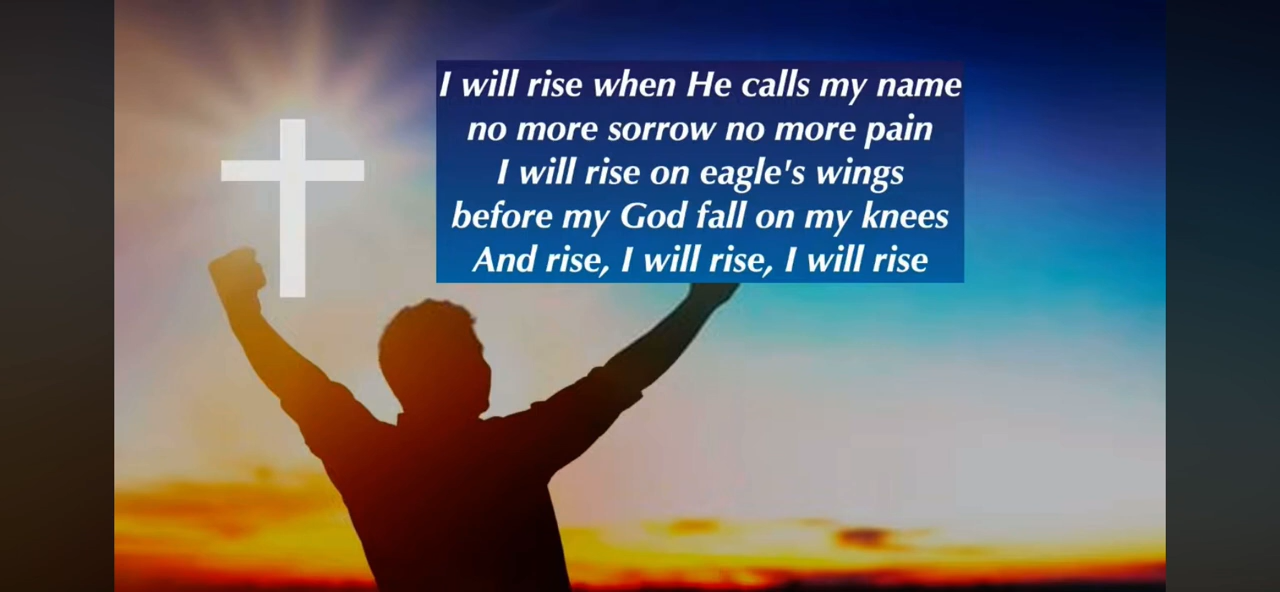 I will rise when He calls my name
no more sorrow no more pain
I will rise on eagle's wings
before my God fall on my knees
And rise, I will rise, I will rise